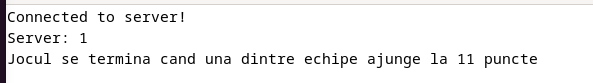 Connected to server!
Server: 1
Jocul se termina cand una dintre echipe ajunge la 11 puncte